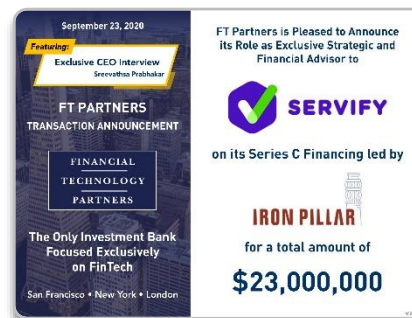 September 23, 2020
Featuring:
Exclusive CEO Interview
Sreevathsa Prabhakar
FT PARTNERS
TRANSACTION ANNOUNCEMENT
FINANCIAL
TECHNOLOGY
PARTNERS
The Only Investment Bank
Focused Exclusively
on FinTech
San Francisco • New York • London
FT Partners is Pleased to Announce
its Role as Exclusive Strategic and
Financial Advisor to
SERVIFY
on its Series C Financing led by
IRON PILLAR
for a total amount of
$23,000,000